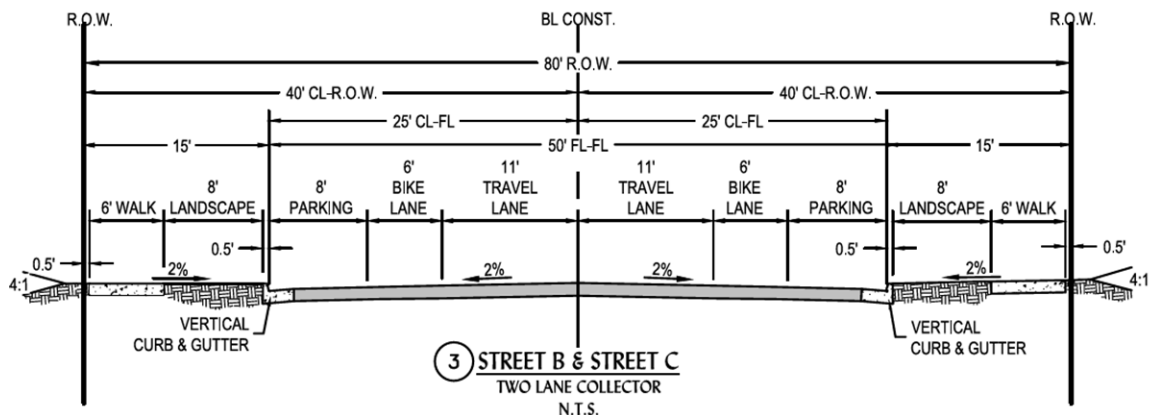 R.O.W. BL CONST. R.O.W.
80' R.O.W.
40' CL-R.O.W. 40' CL-R.O.W.
25' CL-FL 25' CL-FL
15' 50' FL-FL 15'
6' WALK
8'
LANDSCAPE
8'
PARKING
6'
BIKE
LANE
11'
TRAVEL
LANE
11'
TRAVEL
LANE
6'
BIKE
LANE
8'
PARKING
8'
LANDSCAPE
6' WALK
0.5' 0.5' 0.5' 0.5'
4:1 2% 2% 2% 2% 4:1
VERTICAL
CURB & GUTTER
VERTICAL
CURB & GUTTER
3 STREET B & STREET C
TWO LANE COLLECTOR
N.T.S.